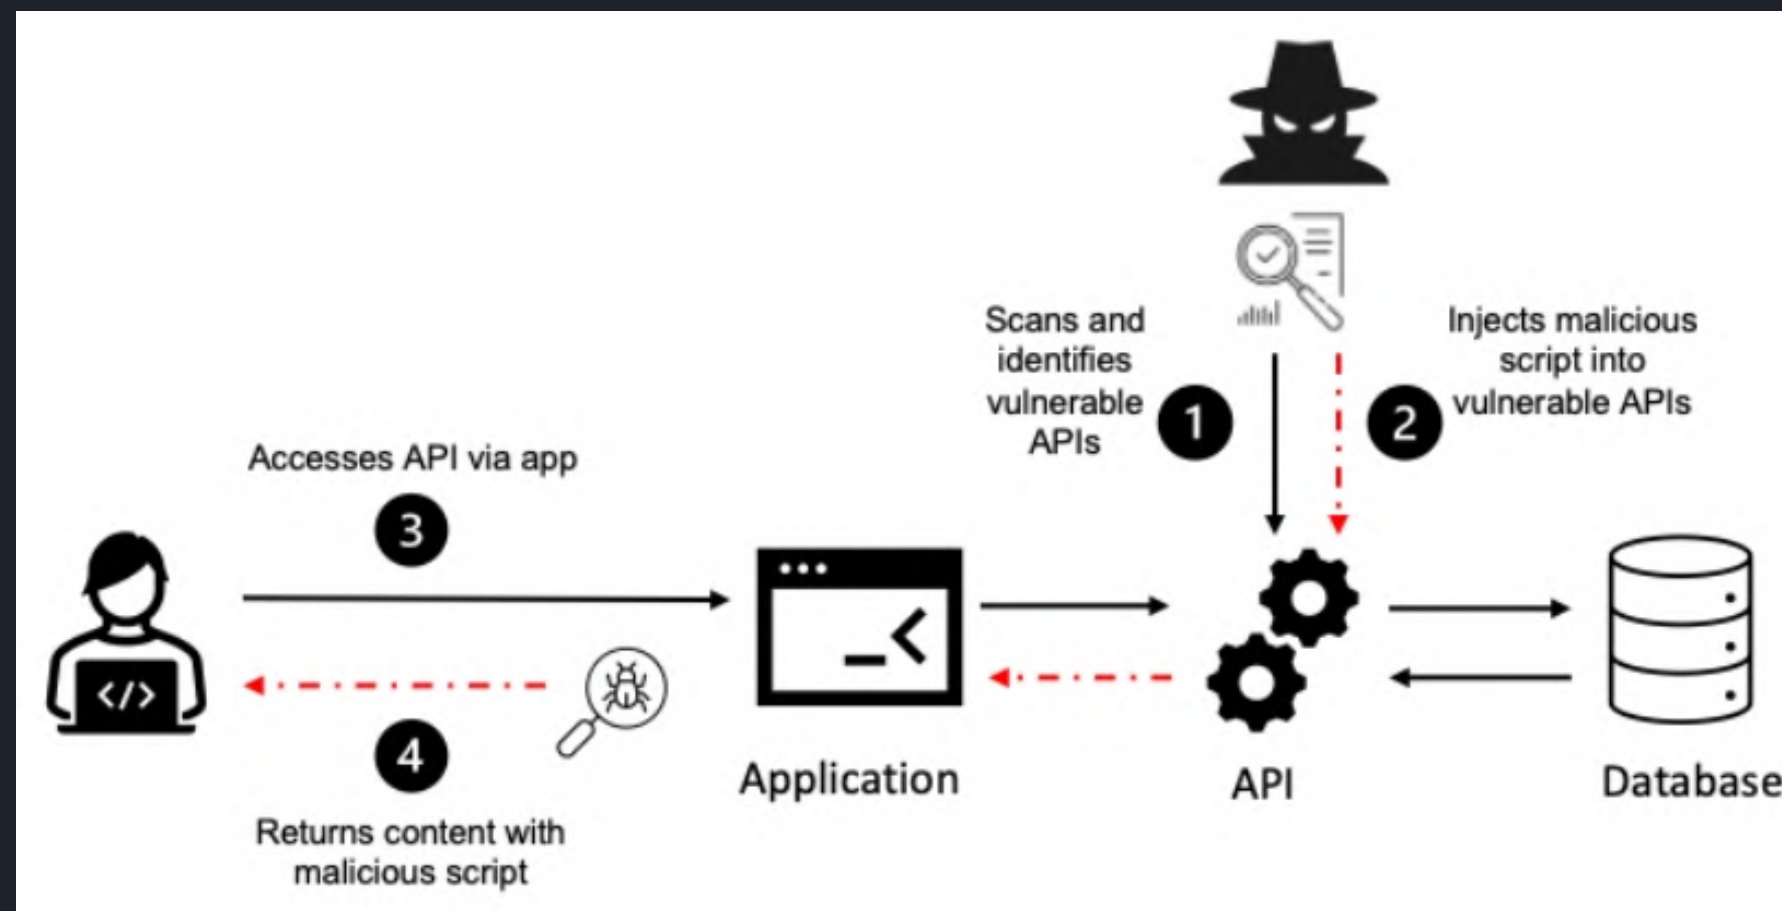 Scans and
identifies
vulnerable
APIs
1
2
Injects malicious
script into
vulnerable APIs
Accesses API via app
3
</>
_<
4
Returns content with
malicious script
Application
API
Database